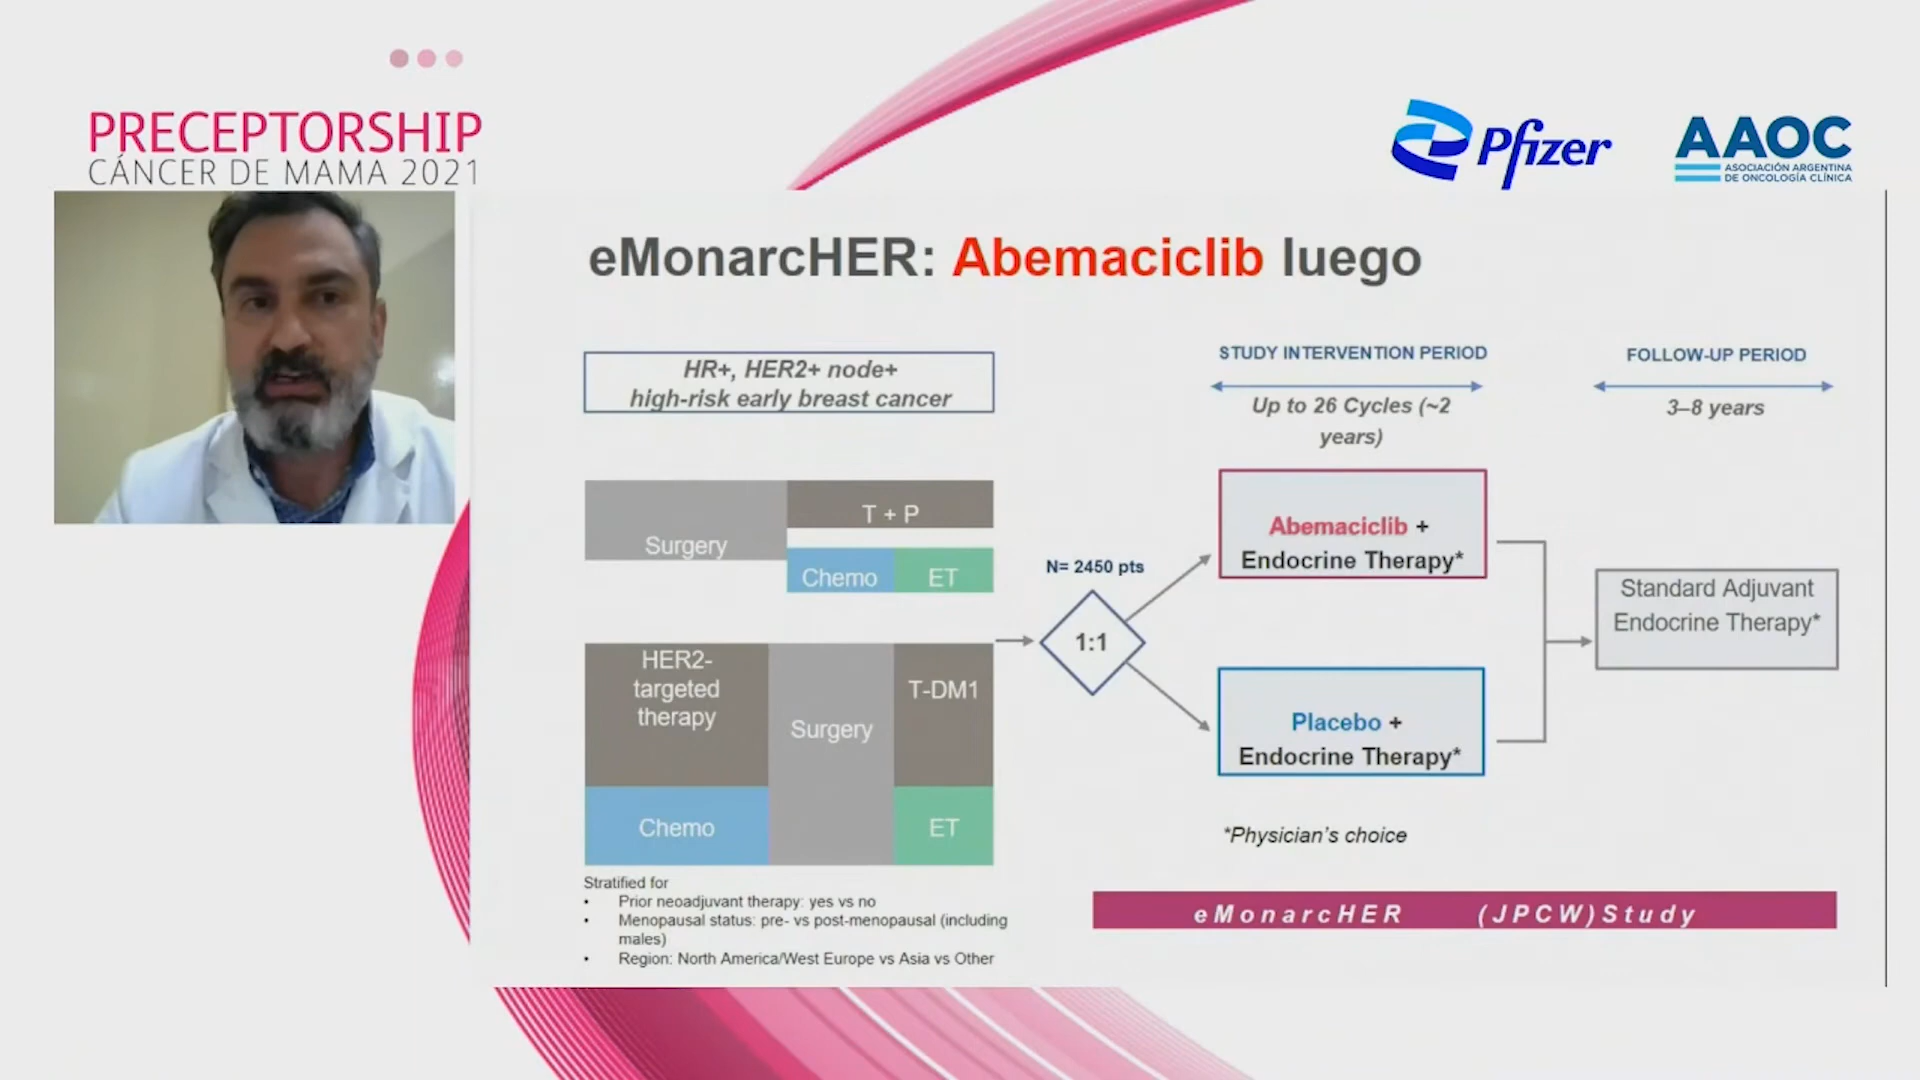 PRECEPTORSHIP
CÁNCER DE MAMA 2021
Pfizer
AAOC
ASOCIACIÓN ARGENTINA
DE ONCOLOGÍA CLÍNICA
eMonarcHER: Abemaciclib luego
HR+, HER2+ node+
high-risk early breast cancer
STUDY INTERVENTION PERIOD
Up to 26 Cycles (~2
years)
FOLLOW-UP PERIOD
3–8 years
Surgery
T + P
Chemo
ET
HER2-
targeted
therapy
Chemo
Surgery
T-DM1
ET
N= 2450 pts
1:1
Abemaciclib +
Endocrine Therapy*
Placebo +
Endocrine Therapy*
Standard Adjuvant
Endocrine Therapy*
*Physician's choice
Stratified for
• Prior neoadjuvant therapy: yes vs no
• Menopausal status: pre- vs post-menopausal (including
males)
• Region: North America/West Europe vs Asia vs Other
eMonarcHER (JPCW)Study